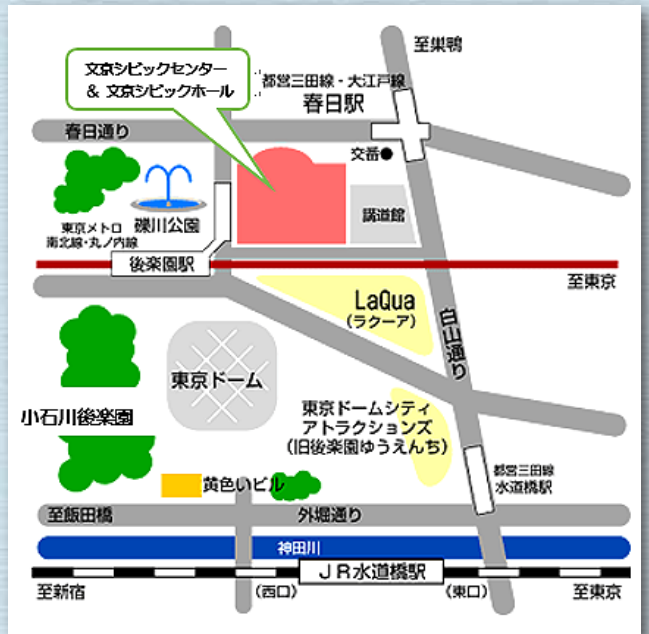 至巣鴨
文京シビックセンター
& 文京シビックホール
都営三田線・大江戸線
春日駅
春日通り
交番●
東京メトロ
南北線・丸ノ内線
礫川公園
講道館
後楽園駅
至東京
LaQua
(ラクーア)
白山通り
東京ドーム
小石川後楽園
東京ドームシティ
アトラクションズ
(旧後楽園ゆうえんち)
都営三田線
水道橋駅
黄色いビル
至飯田橋
外堀通り
神田川
JR水道橋駅
至新宿
(西口)
(東口)
至東京